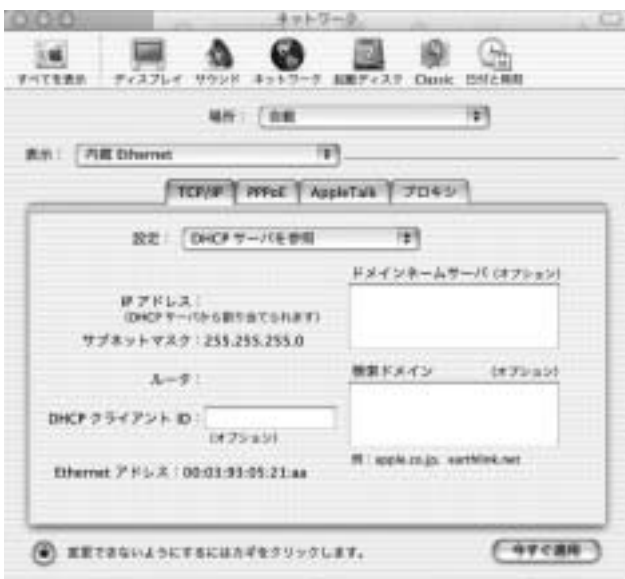 ネットワーク
すべてを表示 ディスプレイ サウンド ネットワーク 起動ディスク Classic 日付と時刻
場所： 自動
表示： 内蔵 Ethernet
TCP/IP PPPoE AppleTalk プロキシ
設定： DHCP サーバを参照
ドメインネームサーバ (オプション)
IP アドレス：
(DHCP サーバから割り当てられます)
サブネットマスク：255.255.255.0
ルータ：
検索ドメイン (オプション)
DHCP クライアント ID：
(オプション)
例：apple.co.jp, earthlink.net
Ethernet アドレス：00:03:93:05:21:aa
変更できないようにするにはカギをクリックします。
今すぐ適用